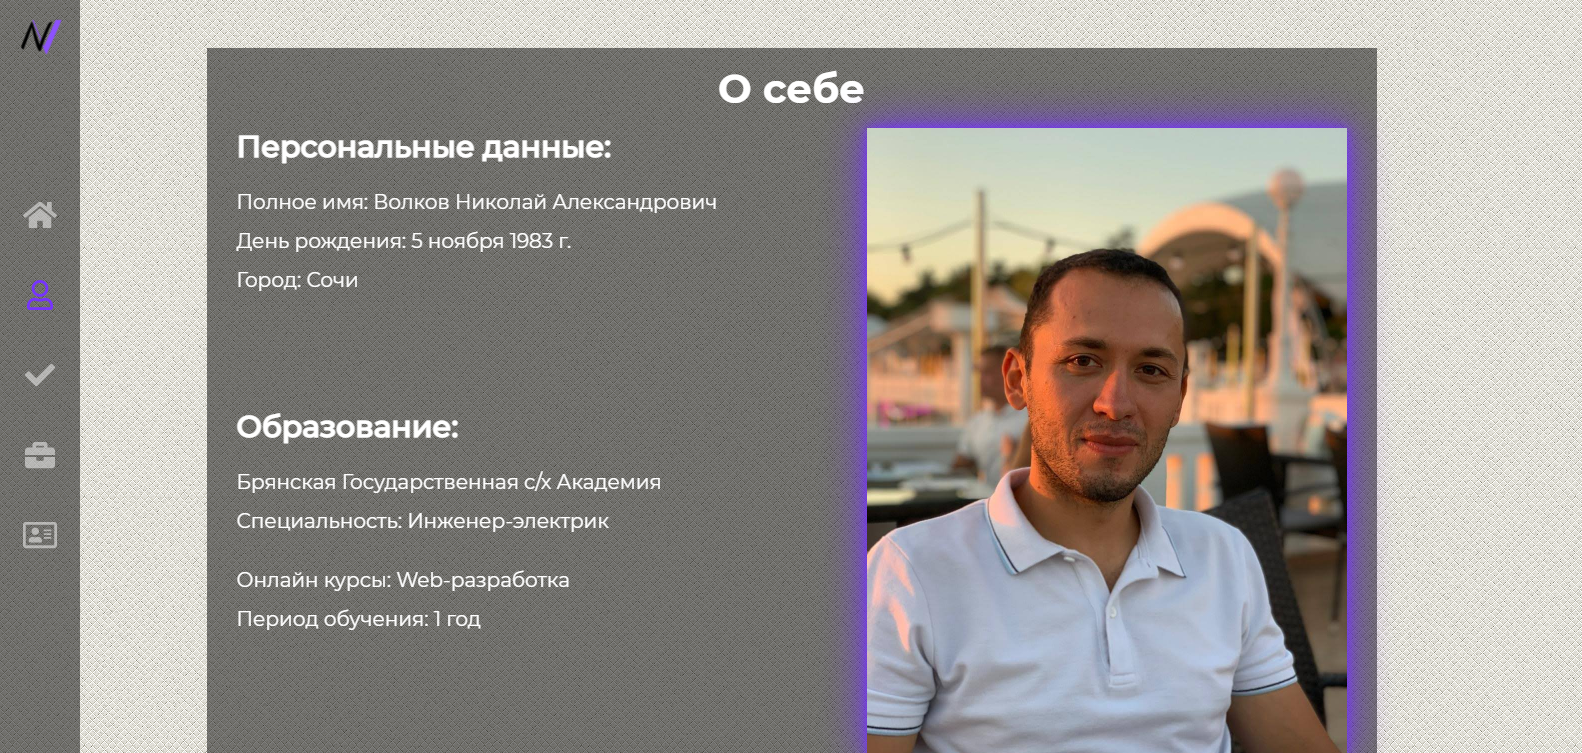 О себе
Персональные данные:
Полное имя: Волков Николай Александрович
День рождения: 5 ноября 1983 г.
Город: Сочи
Образование:
Брянская Государственная с/х Академия
Специальность: Инженер-электрик
Онлайн курсы: Web-разработка
Период обучения: 1 год